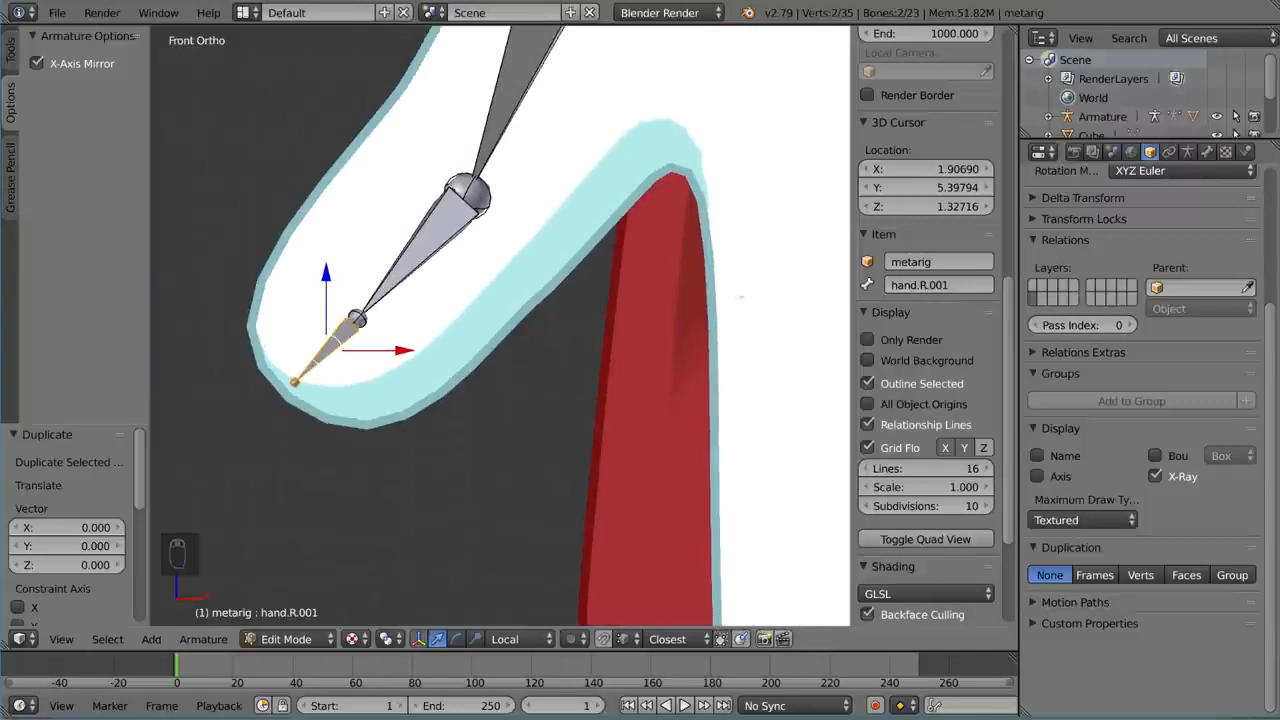 File Render Window Help Default Scene Blender Render v2.79 | Verts:2/35 | Bones:2/23 | Mem:51.82M | metarig
Tools
Options
Grease Pencil
Armature Options
X-Axis Mirror
Duplicate
Duplicate Selected ...
Translate
Vector
X: 0.000
Y: 0.000
Z: 0.000
Constraint Axis
X
Front Ortho
(1) metarig : hand.R.001
End: 1000.000
Local Camera...
Render Border
3D Cursor
Location:
X: 1.90690
Y: 5.39794
Z: 1.32716
Item
metarig
hand.R.001
Display
Only Render
World Background
Outline Selected
All Object Origins
Relationship Lines
Grid Flo X Y Z
Lines: 16
Scale: 1.000
Subdivisions: 10
Toggle Quad View
Shading
GLSL
Backface Culling
View Search All Scenes
Scene
RenderLayers
World
Armature
Cube
Rotation M... XYZ Euler
Delta Transform
Transform Locks
Relations
Layers: Parent:
Object
Pass Index: 0
Relations Extras
Groups
Add to Group
Display
Name Bou Box
Axis X-Ray
Maximum Draw Ty...
Textured
Duplication
None Frames Verts Faces Group
Motion Paths
Custom Properties
View Select Add Armature Edit Mode Local Closest
-40 -20 0 20 40 60 80 100 120 140 160 180 200 220 240 260
View Marker Frame Playback Start: 1 End: 250 1 No Sync